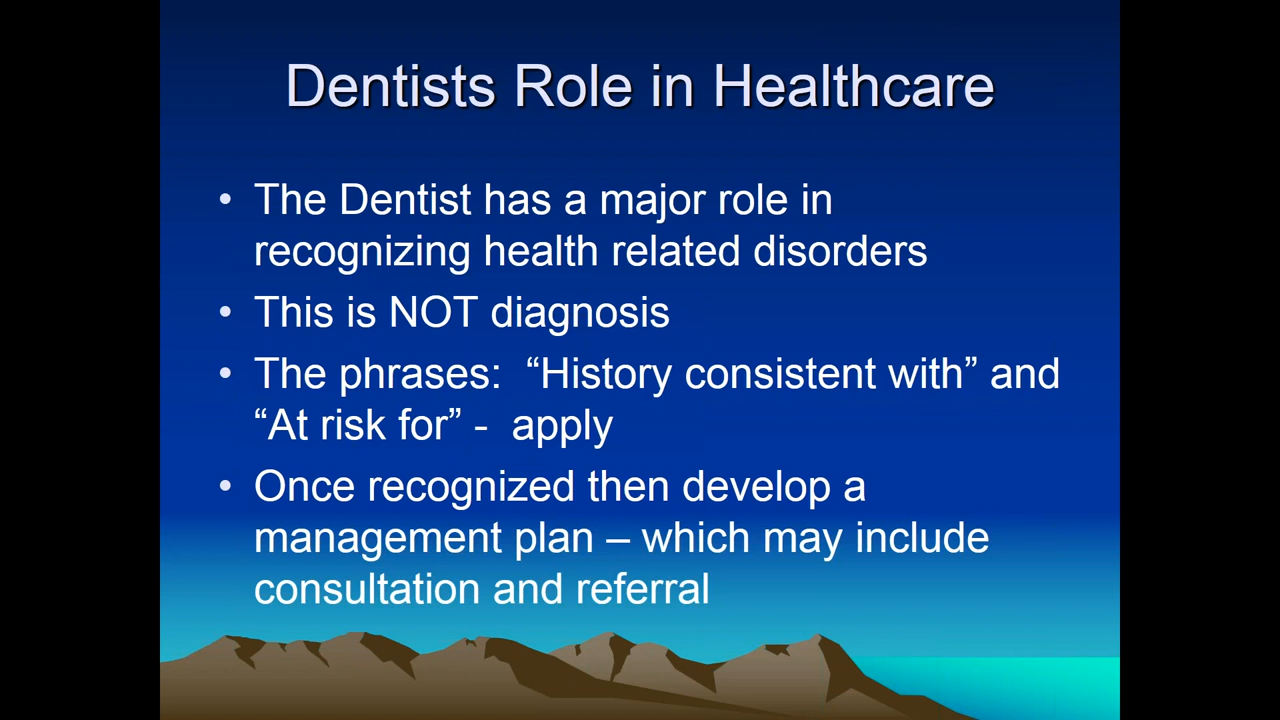 Dentists Role in Healthcare
• The Dentist has a major role in
recognizing health related disorders
• This is NOT diagnosis
• The phrases:  “History consistent with” and
“At risk for” -  apply
• Once recognized then develop a
management plan – which may include
consultation and referral